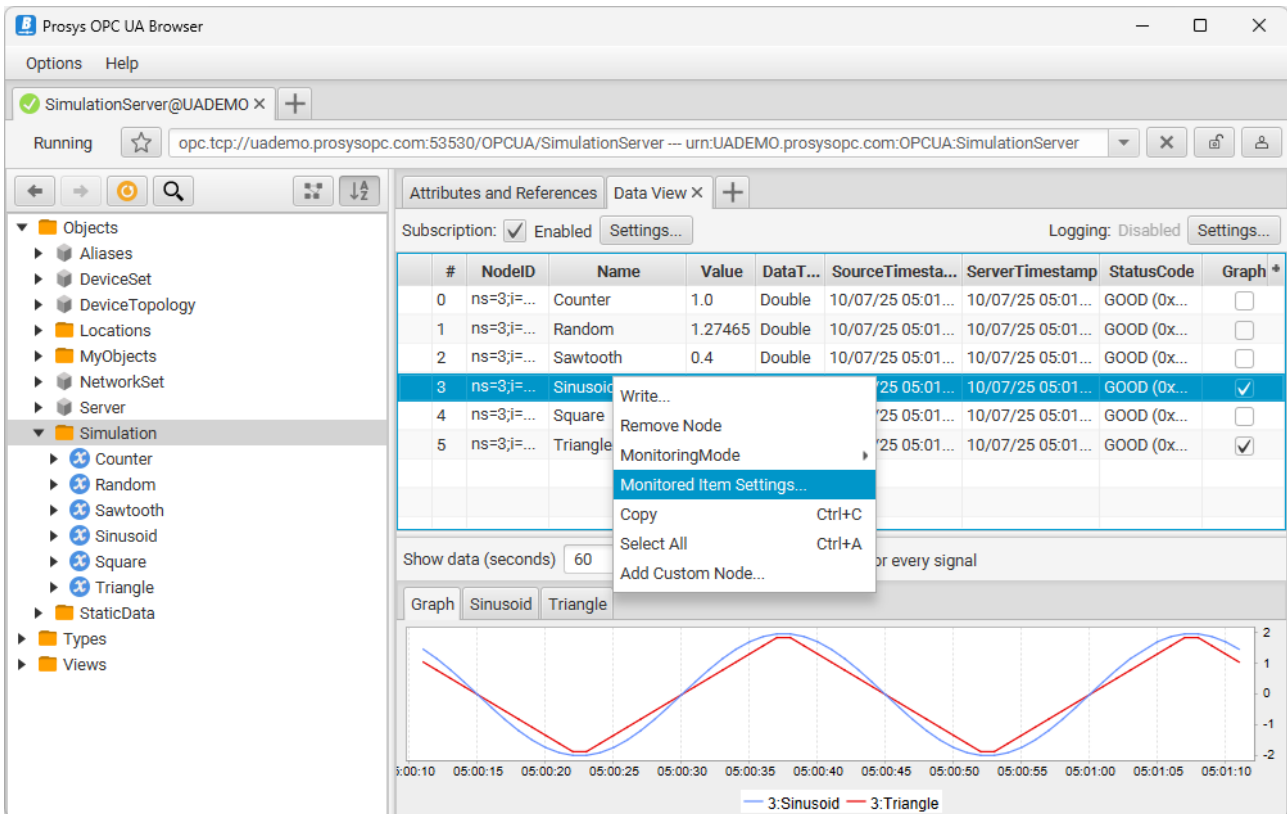 Prosys OPC UA Browser
Options Help
SimulationServer@UADEMO
Running opc.tcp://uademo.prosysopc.com:53530/OPCUA/SimulationServer --- urn:UADEMO.prosysopc.com:OPCUA:SimulationServer
Objects
Aliases
DeviceSet
DeviceTopology
Locations
MyObjects
NetworkSet
Server
Simulation
Counter
Random
Sawtooth
Sinusoid
Square
Triangle
StaticData
Types
Views
Attributes and References Data View
Subscription: Enabled Settings... Logging: Disabled Settings...
# NodeID Name Value DataT... SourceTimesta... ServerTimestamp StatusCode Graph
0 ns=3;i=... Counter 1.0 Double 10/07/25 05:01... 10/07/25 05:01... GOOD (0x...
1 ns=3;i=... Random 1.27465 Double 10/07/25 05:01... 10/07/25 05:01... GOOD (0x...
2 ns=3;i=... Sawtooth 0.4 Double 10/07/25 05:01... 10/07/25 05:01... GOOD (0x...
3 ns=3;i=... Sinusoid /25 05:01... 10/07/25 05:01... GOOD (0x...
4 ns=3;i=... Square /25 05:01... 10/07/25 05:01... GOOD (0x...
5 ns=3;i=... Triangle /25 05:01... 10/07/25 05:01... GOOD (0x...
Write...
Remove Node
MonitoringMode
Monitored Item Settings...
Copy Ctrl+C
Select All Ctrl+A
Add Custom Node...
Show data (seconds) 60 every signal
Graph Sinusoid Triangle
2
1
0
-1
-2
5:00:10 05:00:15 05:00:20 05:00:25 05:00:30 05:00:35 05:00:40 05:00:45 05:00:50 05:00:55 05:01:00 05:01:05 05:01:10
3:Sinusoid 3:Triangle